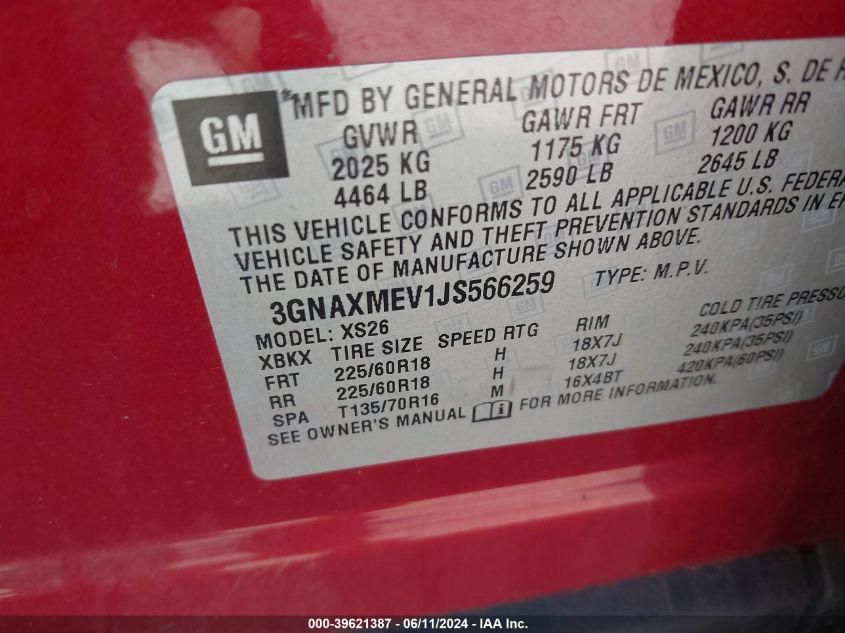 GM
*MFD BY GENERAL MOTORS DE MEXICO, S. DE R
GVWR GAWR FRT GAWR RR
2025 KG 1175 KG 1200 KG
4464 LB 2590 LB 2645 LB
THIS VEHICLE CONFORMS TO ALL APPLICABLE U.S. FEDERA
VEHICLE SAFETY AND THEFT PREVENTION STANDARDS IN EF
THE DATE OF MANUFACTURE SHOWN ABOVE.
3GNAXMEV1JS566259 TYPE: M.P.V.
MODEL: XS26
XBKX TIRE SIZE SPEED RTG RIM COLD TIRE PRESSU
FRT 225/60R18 H 18X7J 240KPA(35PSI)
RR 225/60R18 H 18X7J 240KPA(35PSI)
SPA T135/70R16 M 16X4BT 420KPA(60PSI)
SEE OWNER'S MANUAL FOR MORE INFORMATION.
000-39621387 - 06/11/2024 - IAA Inc.